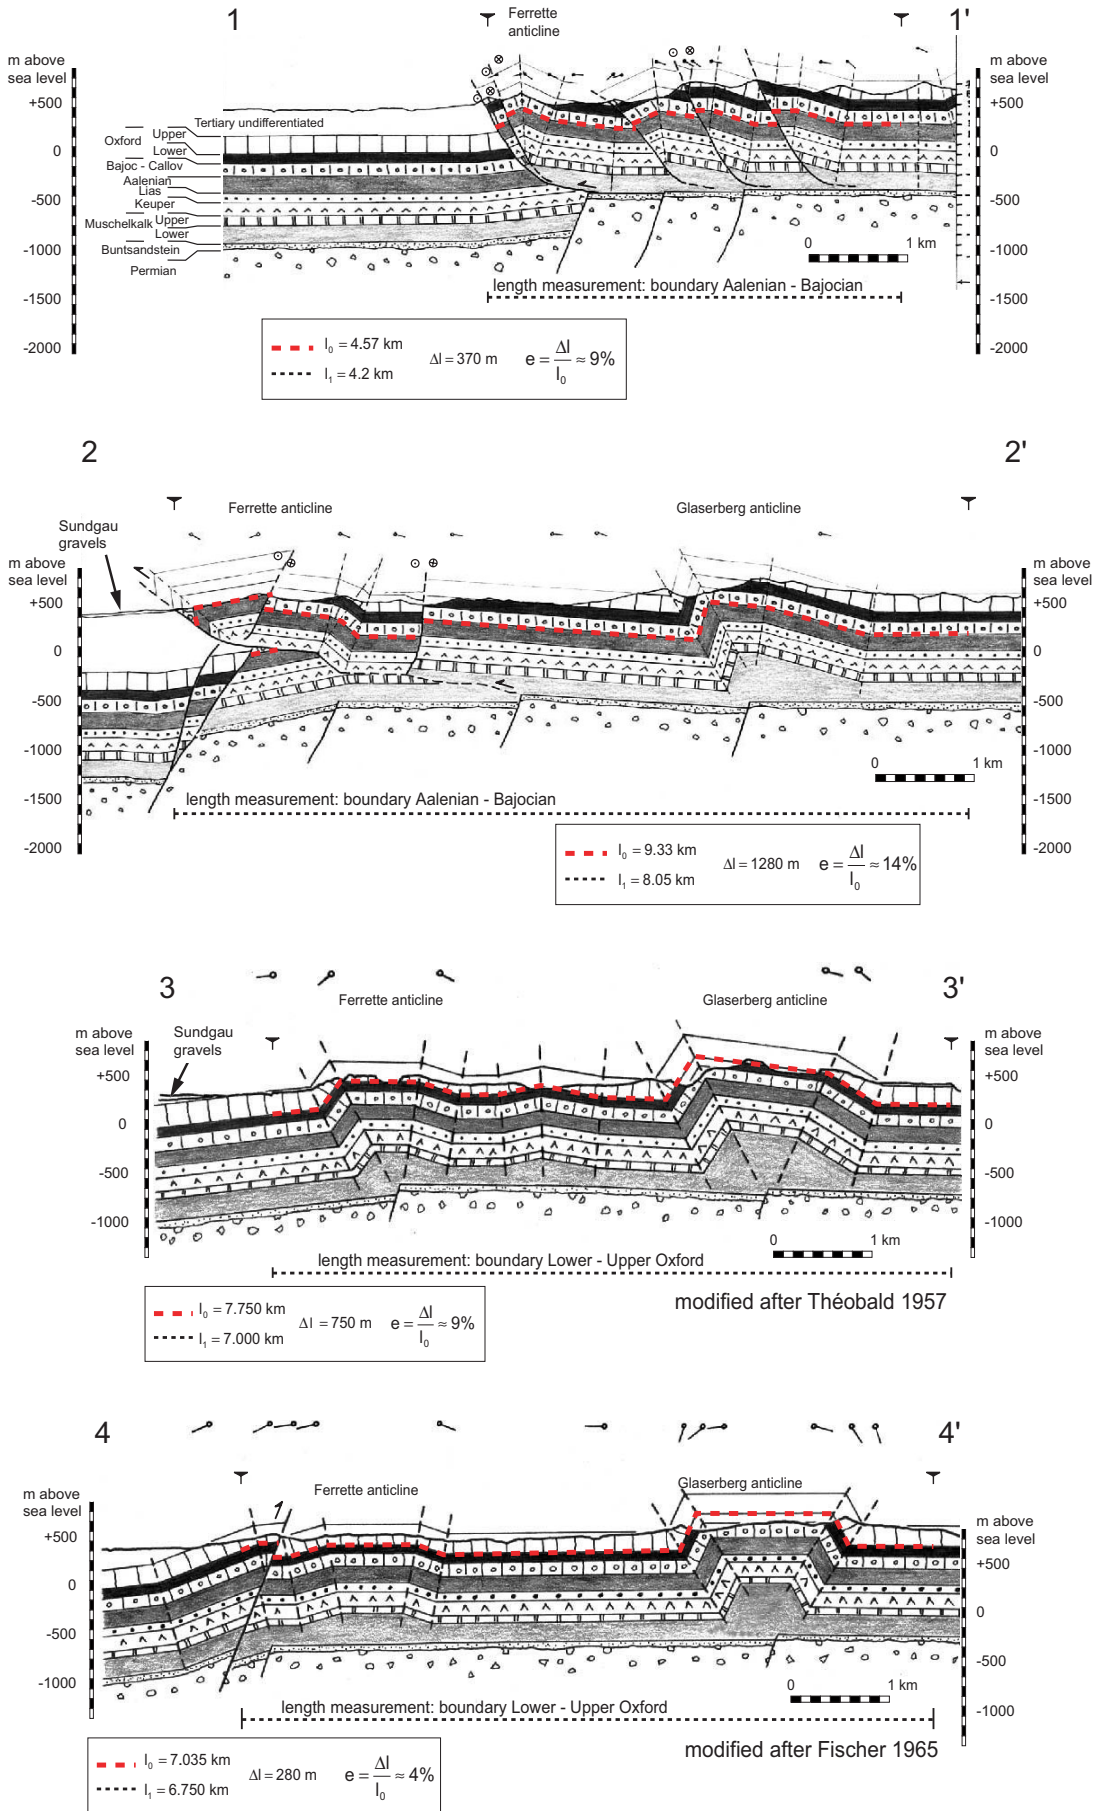 1
Ferrette
anticline
1'
m above
sea level
m above
sea level
+500
0
-500
-1000
-1500
-2000
+500
0
-500
-1000
-1500
-2000
Tertiary undifferentiated
Oxford
Upper
Lower
Bajoc - Callov
Aalenian
Lias
Keuper
Muschelkalk
Upper
Lower
Buntsandstein
Permian
0
1 km
length measurement: boundary Aalenian - Bajocian
l0 = 4.57 km
l1 = 4.2 km
Δl = 370 m
e = Δl / l0 ≈ 9%
2
2'
Ferrette anticline
Glaserberg anticline
Sundgau
gravels
m above
sea level
m above
sea level
+500
0
-500
-1000
-1500
-2000
+500
0
-500
-1000
-1500
-2000
0
1 km
length measurement: boundary Aalenian - Bajocian
l0 = 9.33 km
l1 = 8.05 km
Δl = 1280 m
e = Δl / l0 ≈ 14%
3
3'
Ferrette anticline
Glaserberg anticline
m above
sea level
Sundgau
gravels
m above
sea level
+500
0
-500
-1000
+500
0
-500
-1000
0
1 km
length measurement: boundary Lower - Upper Oxford
modified after Théobald 1957
l0 = 7.750 km
l1 = 7.000 km
Δl = 750 m
e = Δl / l0 ≈ 9%
4
4'
Ferrette anticline
Glaserberg anticline
m above
sea level
m above
sea level
+500
0
-500
-1000
+500
0
-500
-1000
0
1 km
length measurement: boundary Lower - Upper Oxford
modified after Fischer 1965
l0 = 7.035 km
l1 = 6.750 km
Δl = 280 m
e = Δl / l0 ≈ 4%